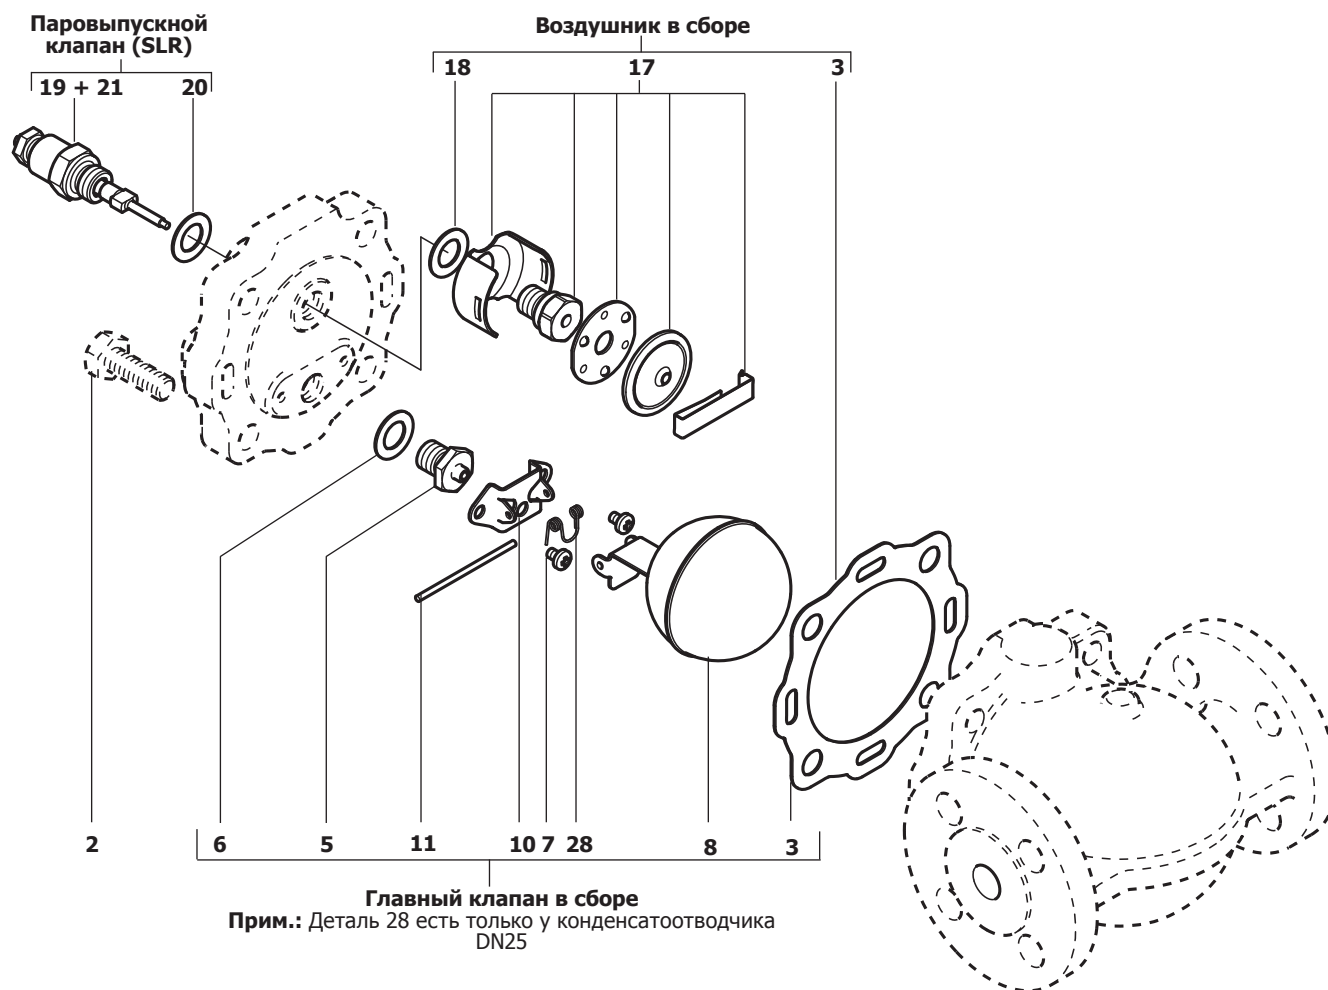 Паровыпускной
клапан (SLR)
19 + 21 20
Воздушник в сборе
18 17 3
2 6 5 11 10 7 28 8 3
Главный клапан в сборе
Прим.: Деталь 28 есть только у конденсатоотводчика
DN25